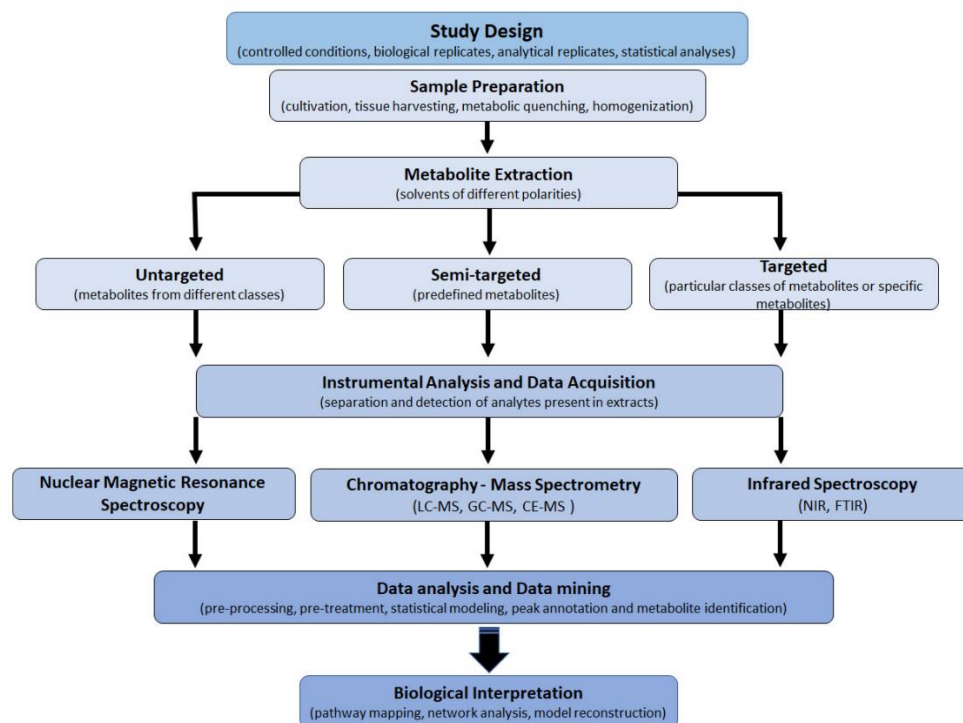 Study Design
(controlled conditions, biological replicates, analytical replicates, statistical analyses)
Sample Preparation
(cultivation, tissue harvesting, metabolic quenching, homogenization)
Metabolite Extraction
(solvents of different polarities)
Untargeted
(metabolites from different classes)
Semi-targeted
(predefined metabolites)
Targeted
(particular classes of metabolites or specific
metabolites)
Instrumental Analysis and Data Acquisition
(separation and detection of analytes present in extracts)
Nuclear Magnetic Resonance
Spectroscopy
Chromatography - Mass Spectrometry
(LC-MS, GC-MS, CE-MS )
Infrared Spectroscopy
(NIR, FTIR)
Data analysis and Data mining
(pre-processing, pre-treatment, statistical modeling, peak annotation and metabolite identification)
Biological Interpretation
(pathway mapping, network analysis, model reconstruction)